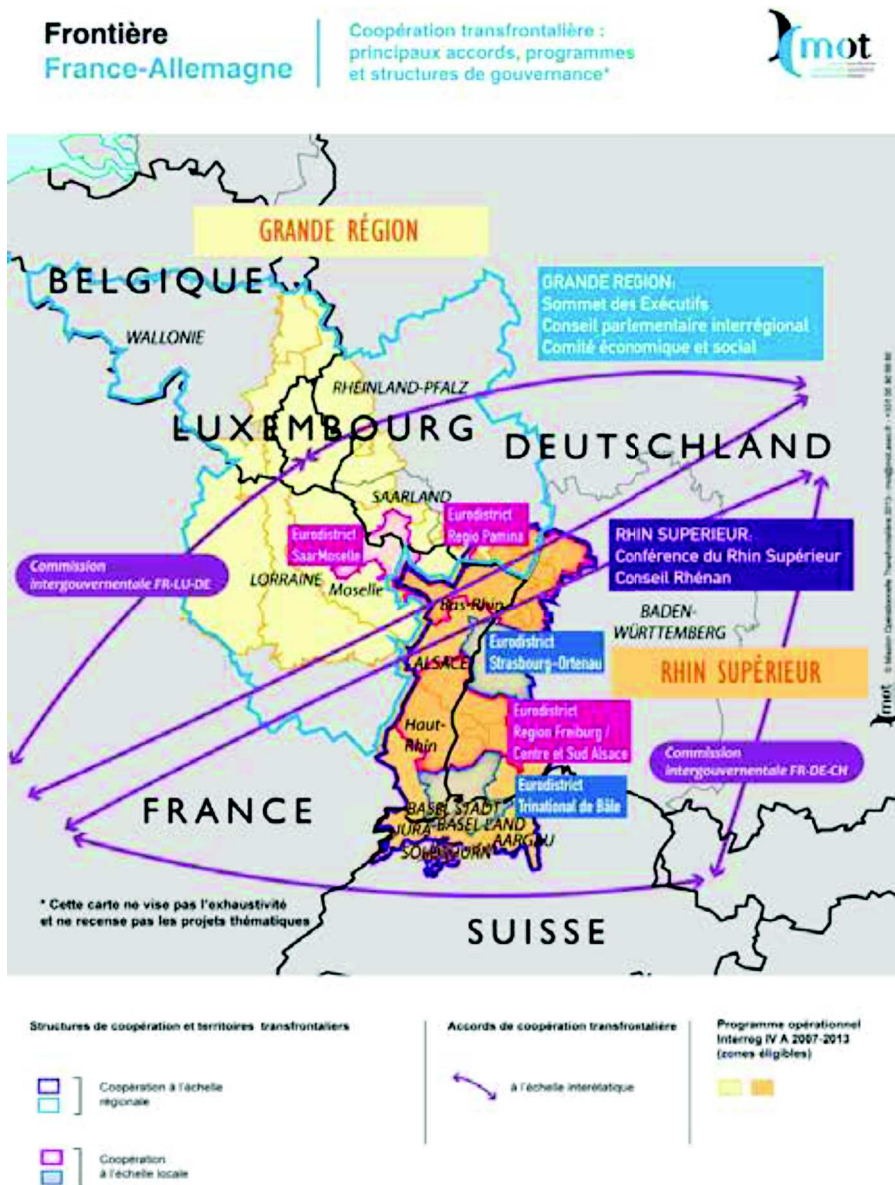 Frontière
France-Allemagne
Coopération transfrontalière :
principaux accords, programmes
et structures de gouvernance*
mot
GRANDE RÉGION
BELGIQUE
WALLONIE
GRANDE REGION:
Sommet des Exécutifs
Conseil parlementaire interrégional
Comité économique et social
RHEINLAND-PFALZ
LUXEMBOURG
DEUTSCHLAND
SAARLAND
Eurodistrict
SaarMoselle
Eurodistrict
Regio Pamina
RHIN SUPERIEUR:
Conférence du Rhin Supérieur
Conseil Rhénan
Commission
intergouvernementale FR-LU-DE
LORRAINE
Moselle
Bas-Rhin
BADEN-
WÜRTTEMBERG
ALSACE
Eurodistrict
Strasbourg-Ortenau
RHIN SUPÉRIEUR
Haut-
Rhin
Eurodistrict
Region Freiburg /
Centre et Sud Alsace
Commission
intergouvernementale FR-DE-CH
Eurodistrict
Trinational de Bâle
FRANCE
BASEL STADT
JURA
BASEL LAND
AARGAU
SOLOTHURN
* Cette carte ne vise pas l'exhaustivité
et ne recense pas les projets thématiques
SUISSE
mot
Structures de coopération et territoires transfrontaliers
Coopération à l'échelle
régionale
Coopération
à l'échelle locale
Accords de coopération transfrontalière
à l'échelle interétatique
Programme opérationnel
Interreg IV A 2007-2013
(zones éligibles)